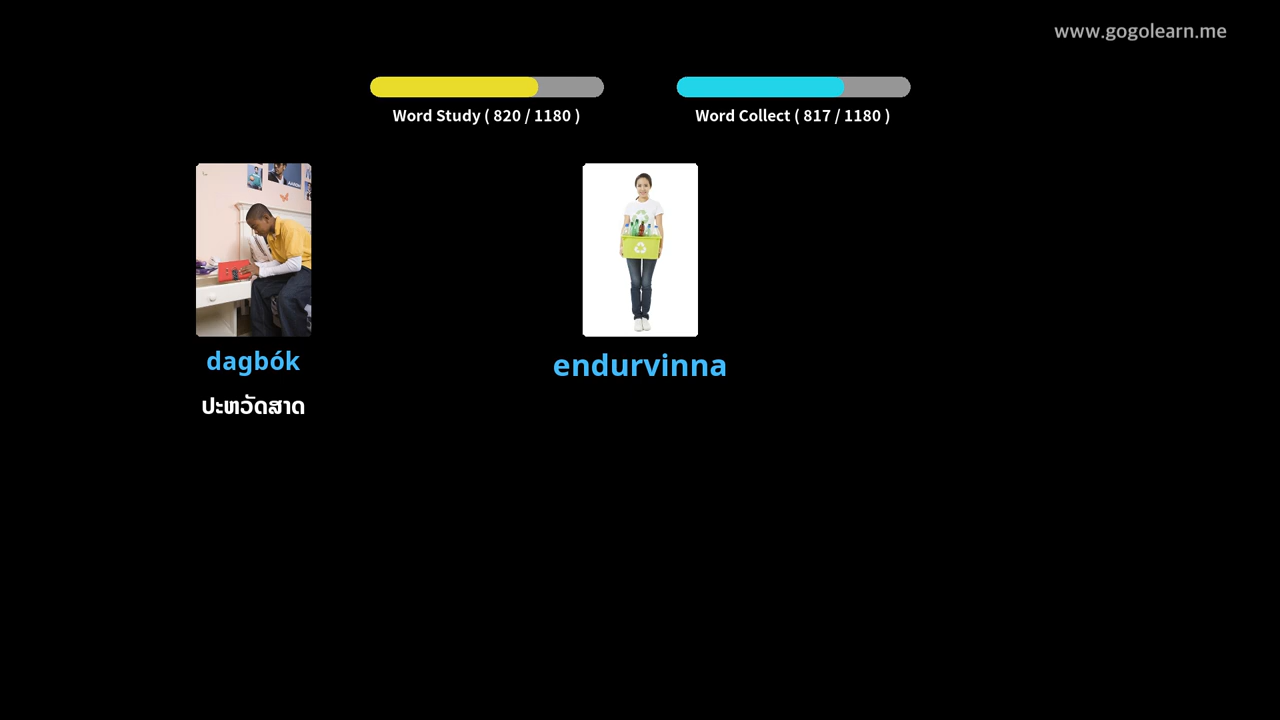 www.gogolearn.me
Word Study ( 820 / 1180 )
Word Collect ( 817 / 1180 )
dagbók
ປະຫວັດສາດ
endurvinna